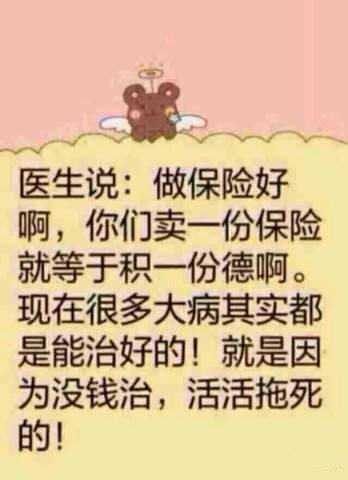 医生说：做保险好
啊，你们卖一份保险
就等于积一份德啊。
现在很多大病其实都
是能治好的！就是因
为没钱治，活活拖死
的！